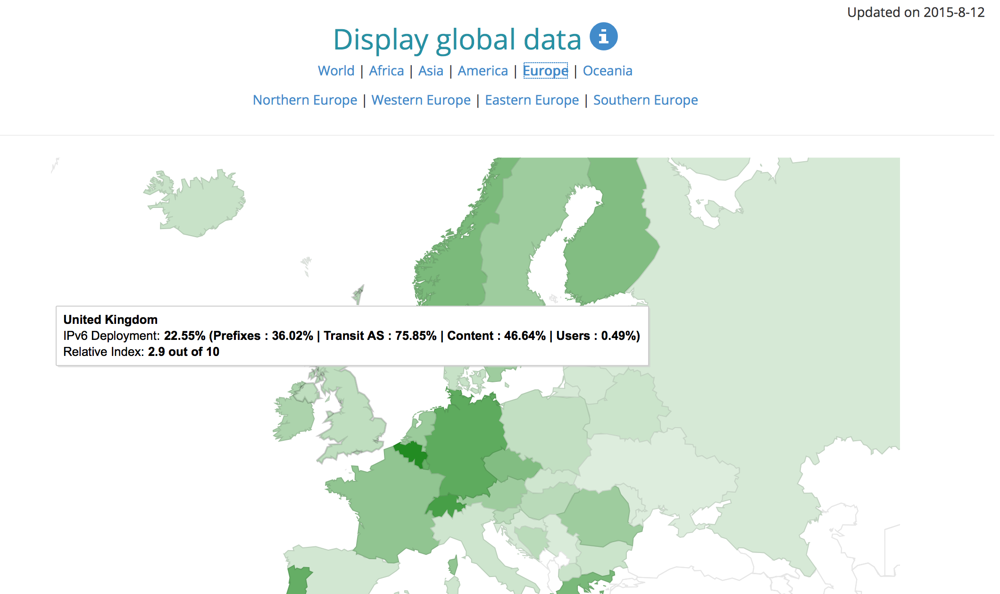 Updated on 2015-8-12
Display global data
World | Africa | Asia | America | Europe | Oceania
Northern Europe | Western Europe | Eastern Europe | Southern Europe
United Kingdom
IPv6 Deployment: 22.55% (Prefixes : 36.02% | Transit AS : 75.85% | Content : 46.64% | Users : 0.49%)
Relative Index: 2.9 out of 10